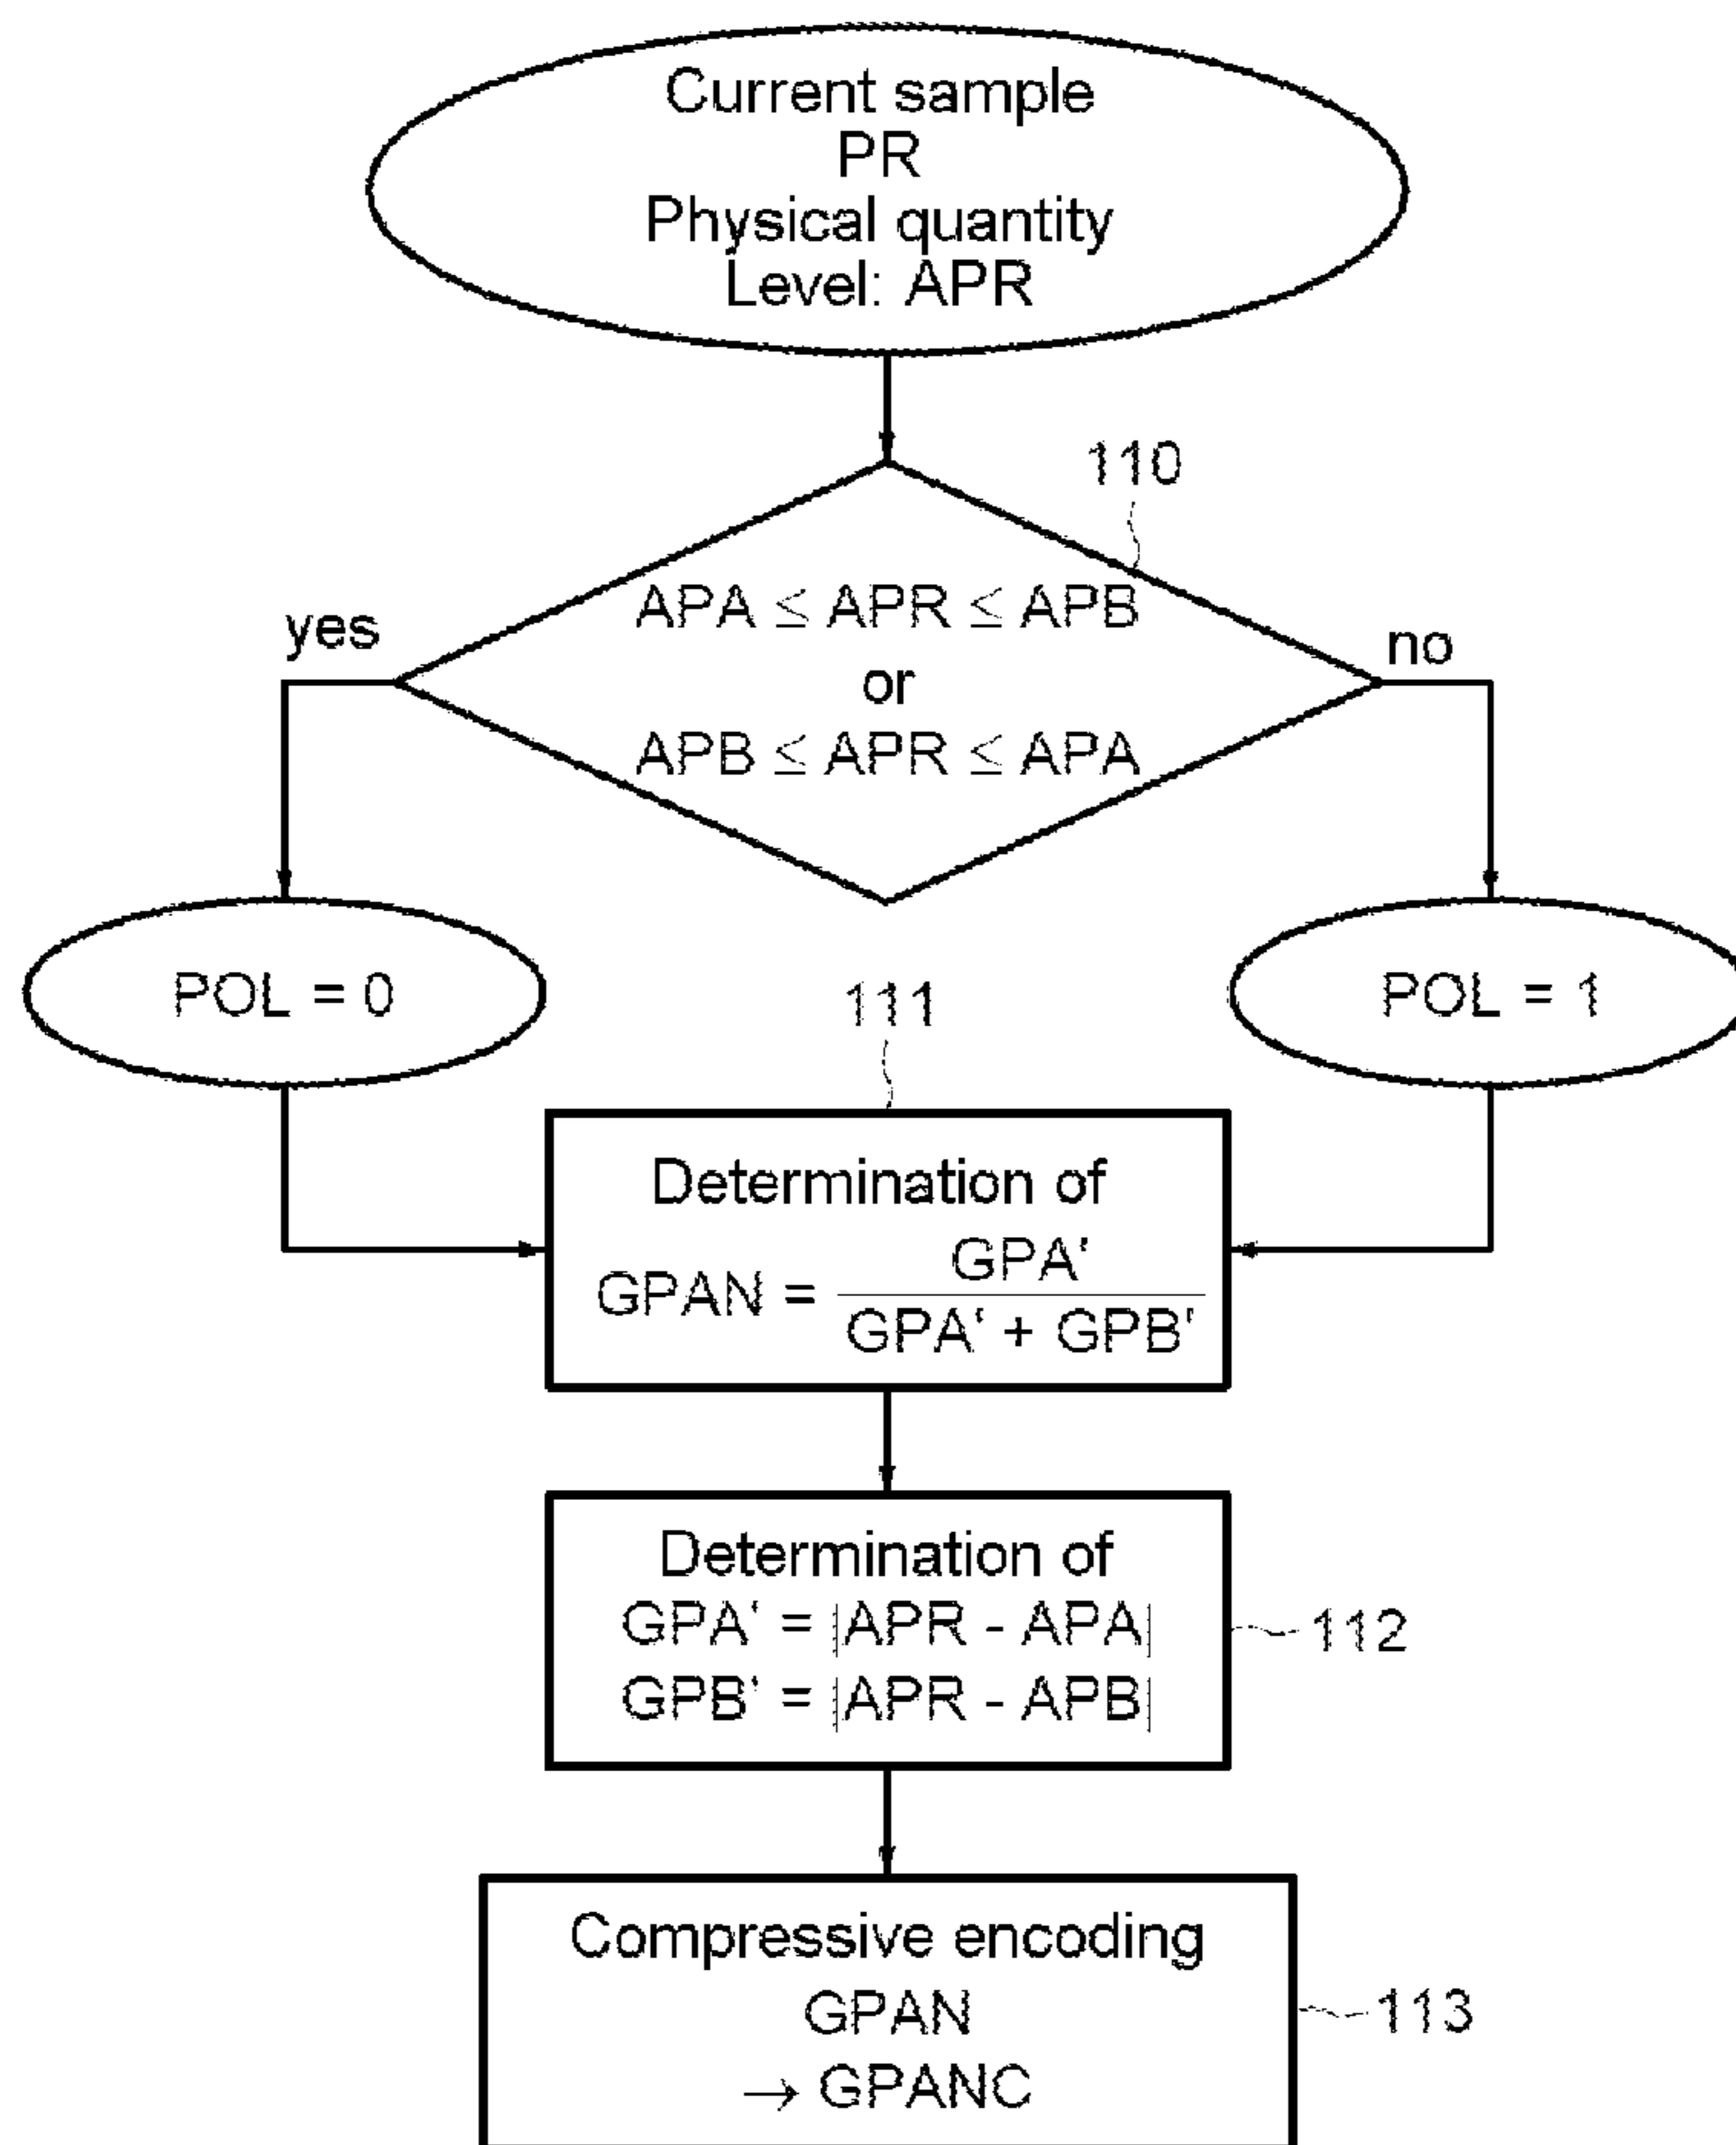 Current sample
PR
Physical quantity
Level: APR
110
APA ≤ APR ≤ APB
or
APB ≤ APR ≤ APA
yes
no
POL = 0
POL = 1
111
Determination of
GPAN = GPA' / GPA' + GPB'
Determination of
GPA' = |APR - APA|
GPB' = |APR - APB|
112
Compressive encoding
GPAN
→ GPANC
113